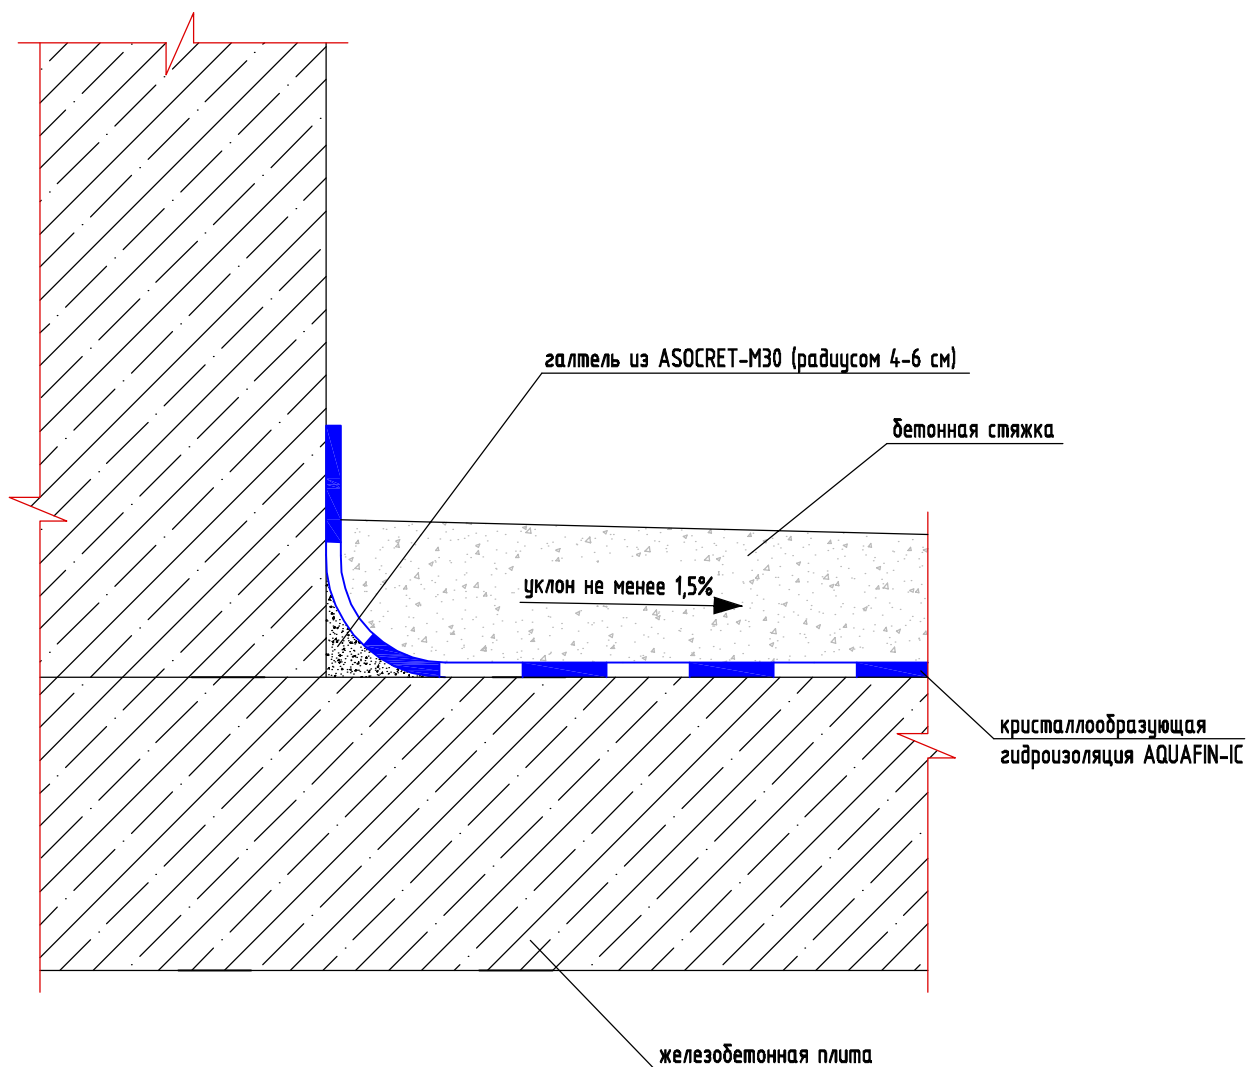 галтель из ASOCRET-M30 (радиусом 4-6 см)
бетонная стяжка
уклон не менее 1,5%
кристаллообразующая
гидроизоляция AQUAFIN-IC
железобетонная плита